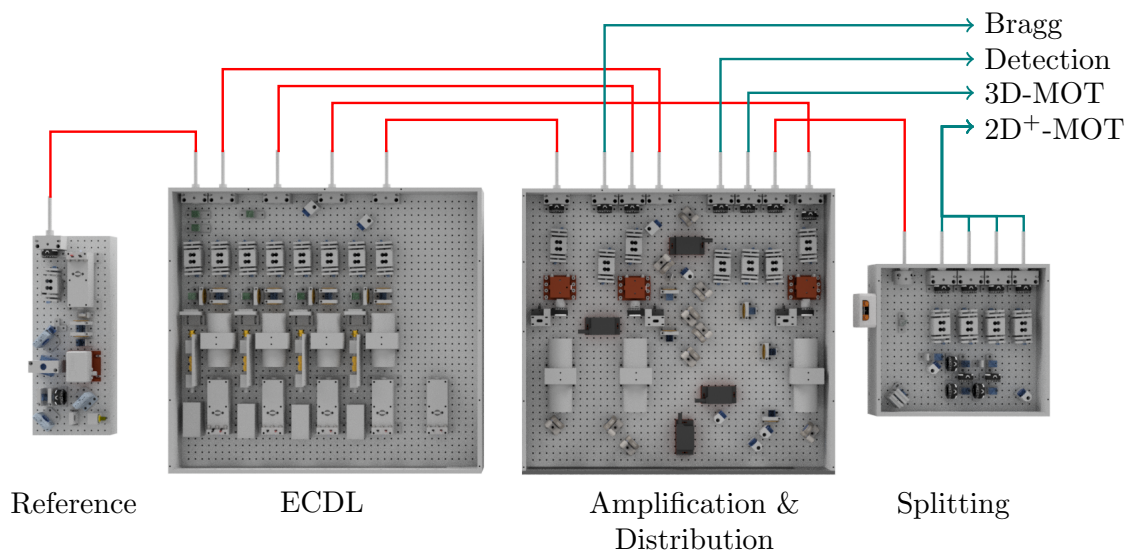 Bragg
Detection
3D-MOT
2D⁺-MOT
Reference
ECDL
Amplification &
Distribution
Splitting